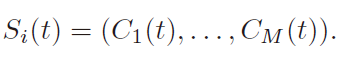 S_i(t) = (C_1(t), . . . , C_M(t)).